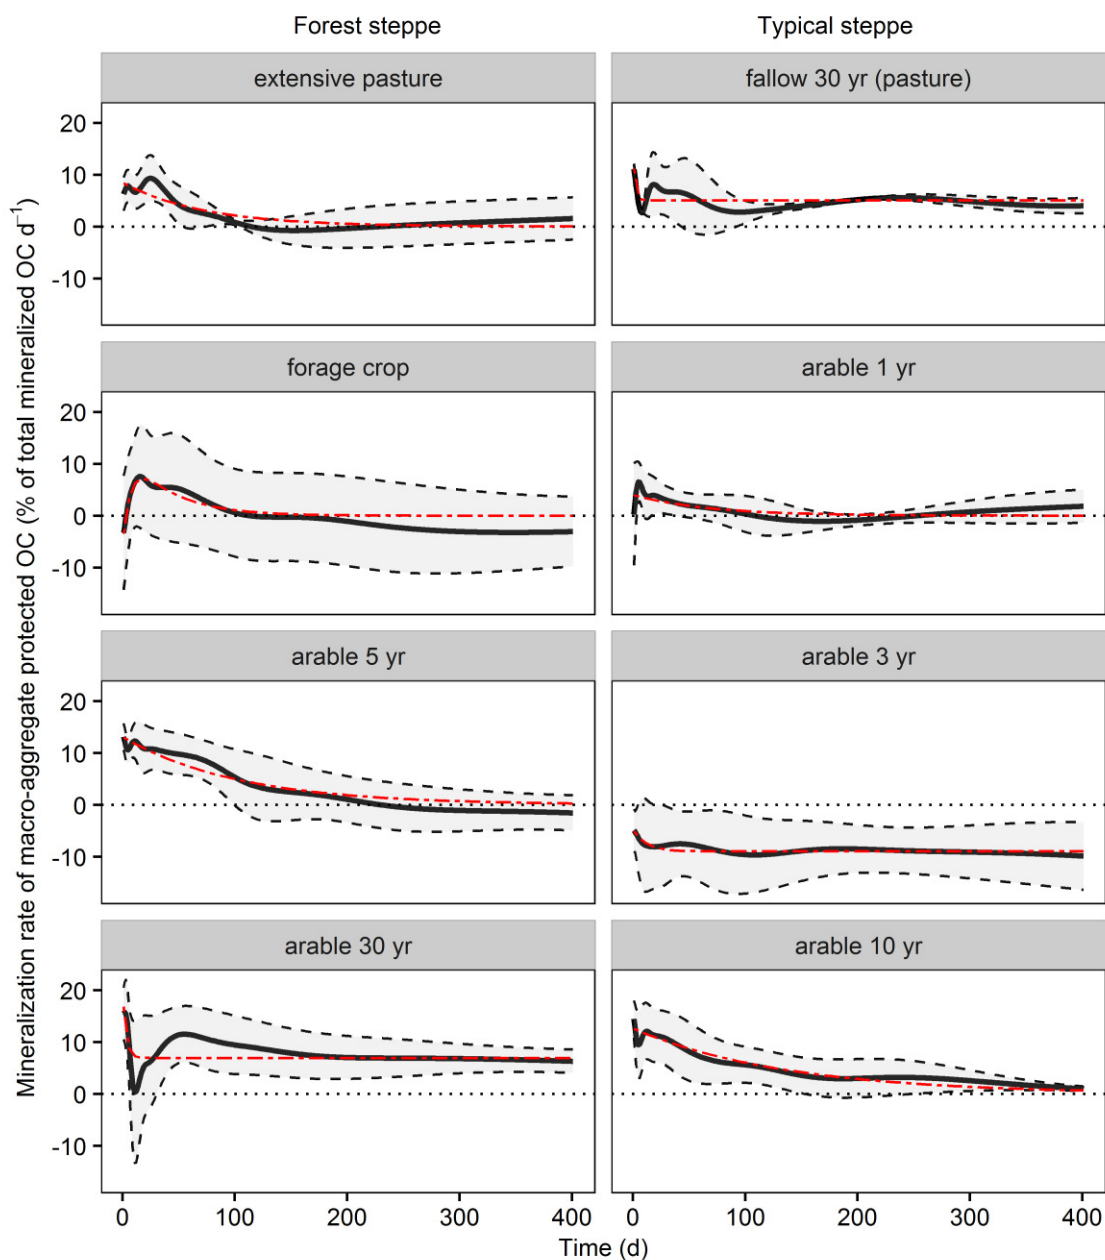 Forest steppe
Typical steppe
Mineralization rate of macro-aggregate protected OC (% of total mineralized OC d⁻¹)
extensive pasture
fallow 30 yr (pasture)
20
10
0
-10
forage crop
arable 1 yr
20
10
0
-10
arable 5 yr
arable 3 yr
20
10
0
-10
arable 30 yr
arable 10 yr
20
10
0
-10
0 100 200 300 400
0 100 200 300 400
Time (d)